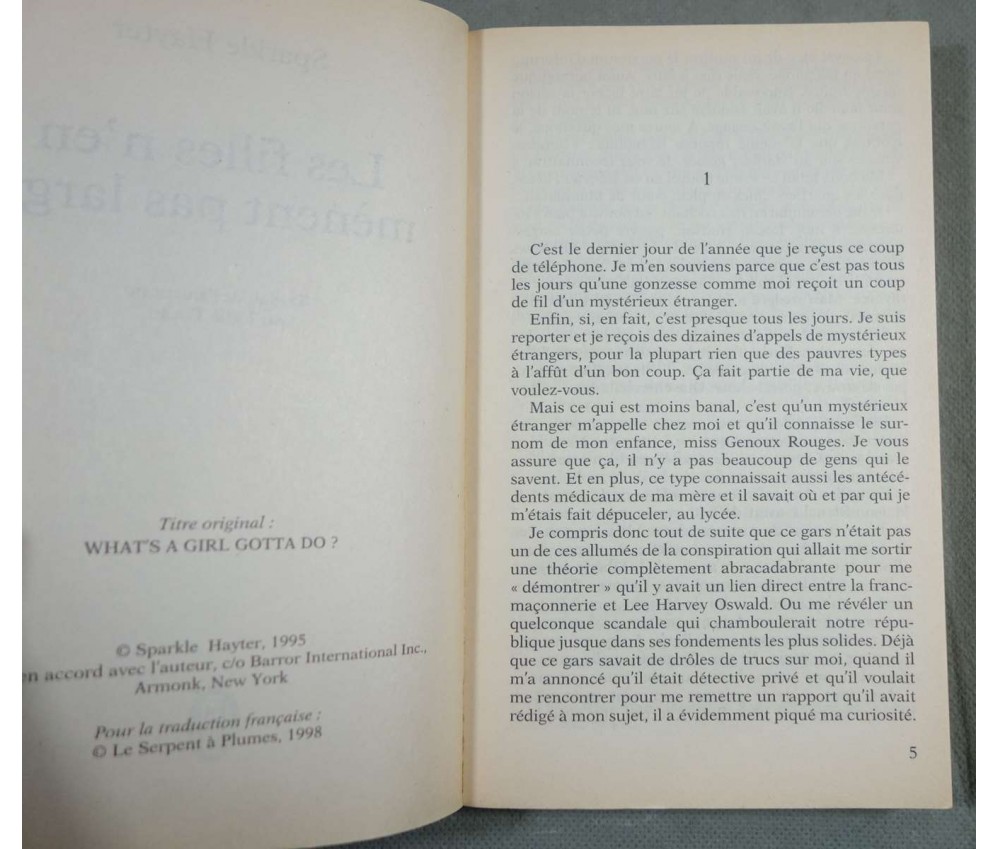 Sparkle Hayter
Les filles n'en
mènent pas larg
Titre original :
WHAT'S A GIRL GOTTA DO ?
© Sparkle Hayter, 1995
en accord avec l'auteur, c/o Barror International Inc.,
Armonk, New York
Pour la traduction française :
© Le Serpent à Plumes, 1998
1
C'est le dernier jour de l'année que je reçus ce coup
de téléphone. Je m'en souviens parce que c'est pas tous
les jours qu'une gonzesse comme moi reçoit un coup
de fil d'un mystérieux étranger.
Enfin, si, en fait, c'est presque tous les jours. Je suis
reporter et je reçois des dizaines d'appels de mystérieux
étrangers, pour la plupart rien que des pauvres types
à l'affût d'un bon coup. Ça fait partie de ma vie, que
voulez-vous.
Mais ce qui est moins banal, c'est qu'un mystérieux
étranger m'appelle chez moi et qu'il connaisse le sur-
nom de mon enfance, miss Genoux Rouges. Je vous
assure que ça, il n'y a pas beaucoup de gens qui le
savent. Et en plus, ce type connaissait aussi les antécé-
dents médicaux de ma mère et il savait où et par qui je
m'étais fait dépuceler, au lycée.
Je compris donc tout de suite que ce gars n'était pas
un de ces allumés de la conspiration qui allait me sortir
une théorie complètement abracadabrante pour me
« démontrer » qu'il y avait un lien direct entre la franc-
maçonnerie et Lee Harvey Oswald. Ou me révéler un
quelconque scandale qui chamboulerait notre répu-
blique jusque dans ses fondements les plus solides. Déjà
que ce gars savait de drôles de trucs sur moi, quand il
m'a annoncé qu'il était détective privé et qu'il voulait
me rencontrer pour me remettre un rapport qu'il avait
rédigé à mon sujet, il a évidemment piqué ma curiosité.
5